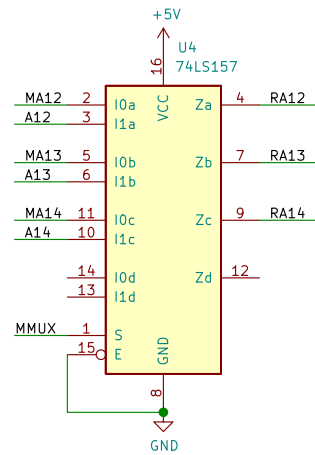 +5V
U4
74LS157
16
VCC
MA12 2 I0a Za 4 RA12
A12 3 I1a
MA13 5 I0b Zb 7 RA13
A13 6 I1b
MA14 11 I0c Zc 9 RA14
A14 10 I1c
14 I0d Zd 12
13 I1d
MMUX 1 S
15 E
GND
8
GND